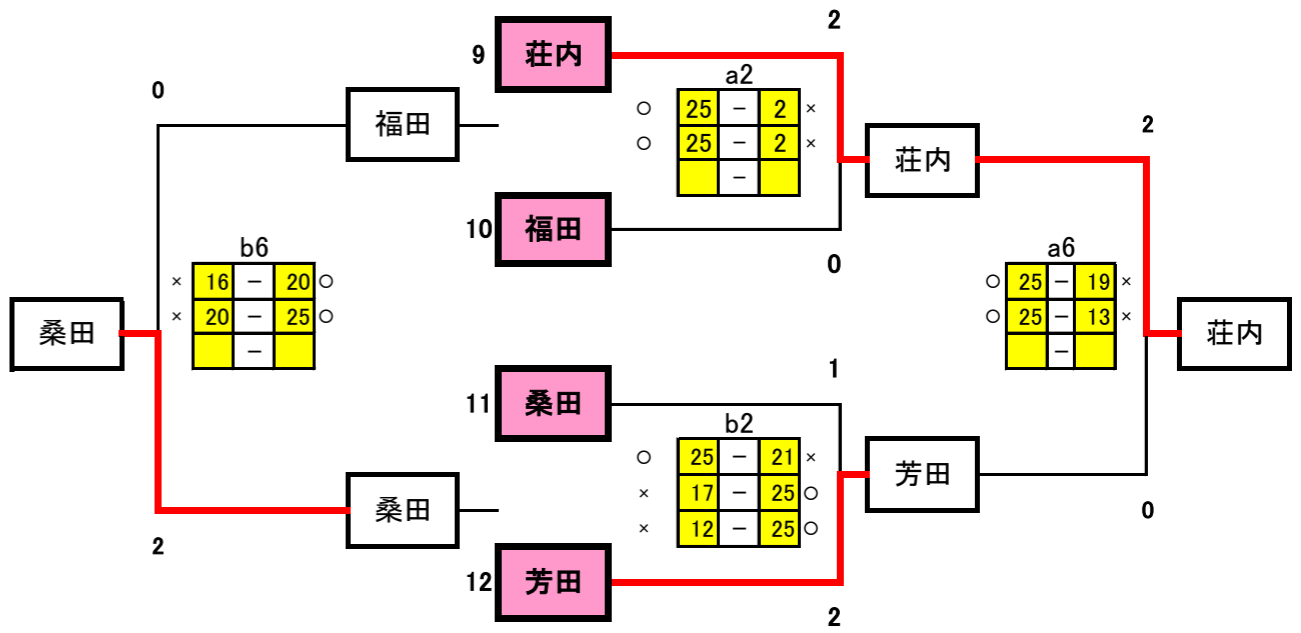 2
9 荘内
a2
0
福田
○ 25 － 2 ×
○ 25 － 2 ×
－
2
荘内
10 福田
0
b6
× 16 － 20 ○
× 20 － 25 ○
－
a6
○ 25 － 19 ×
○ 25 － 13 ×
－
桑田
荘内
1
11 桑田
b2
○ 25 － 21 ×
× 17 － 25 ○
× 12 － 25 ○
芳田
桑田
0
2
12 芳田
2